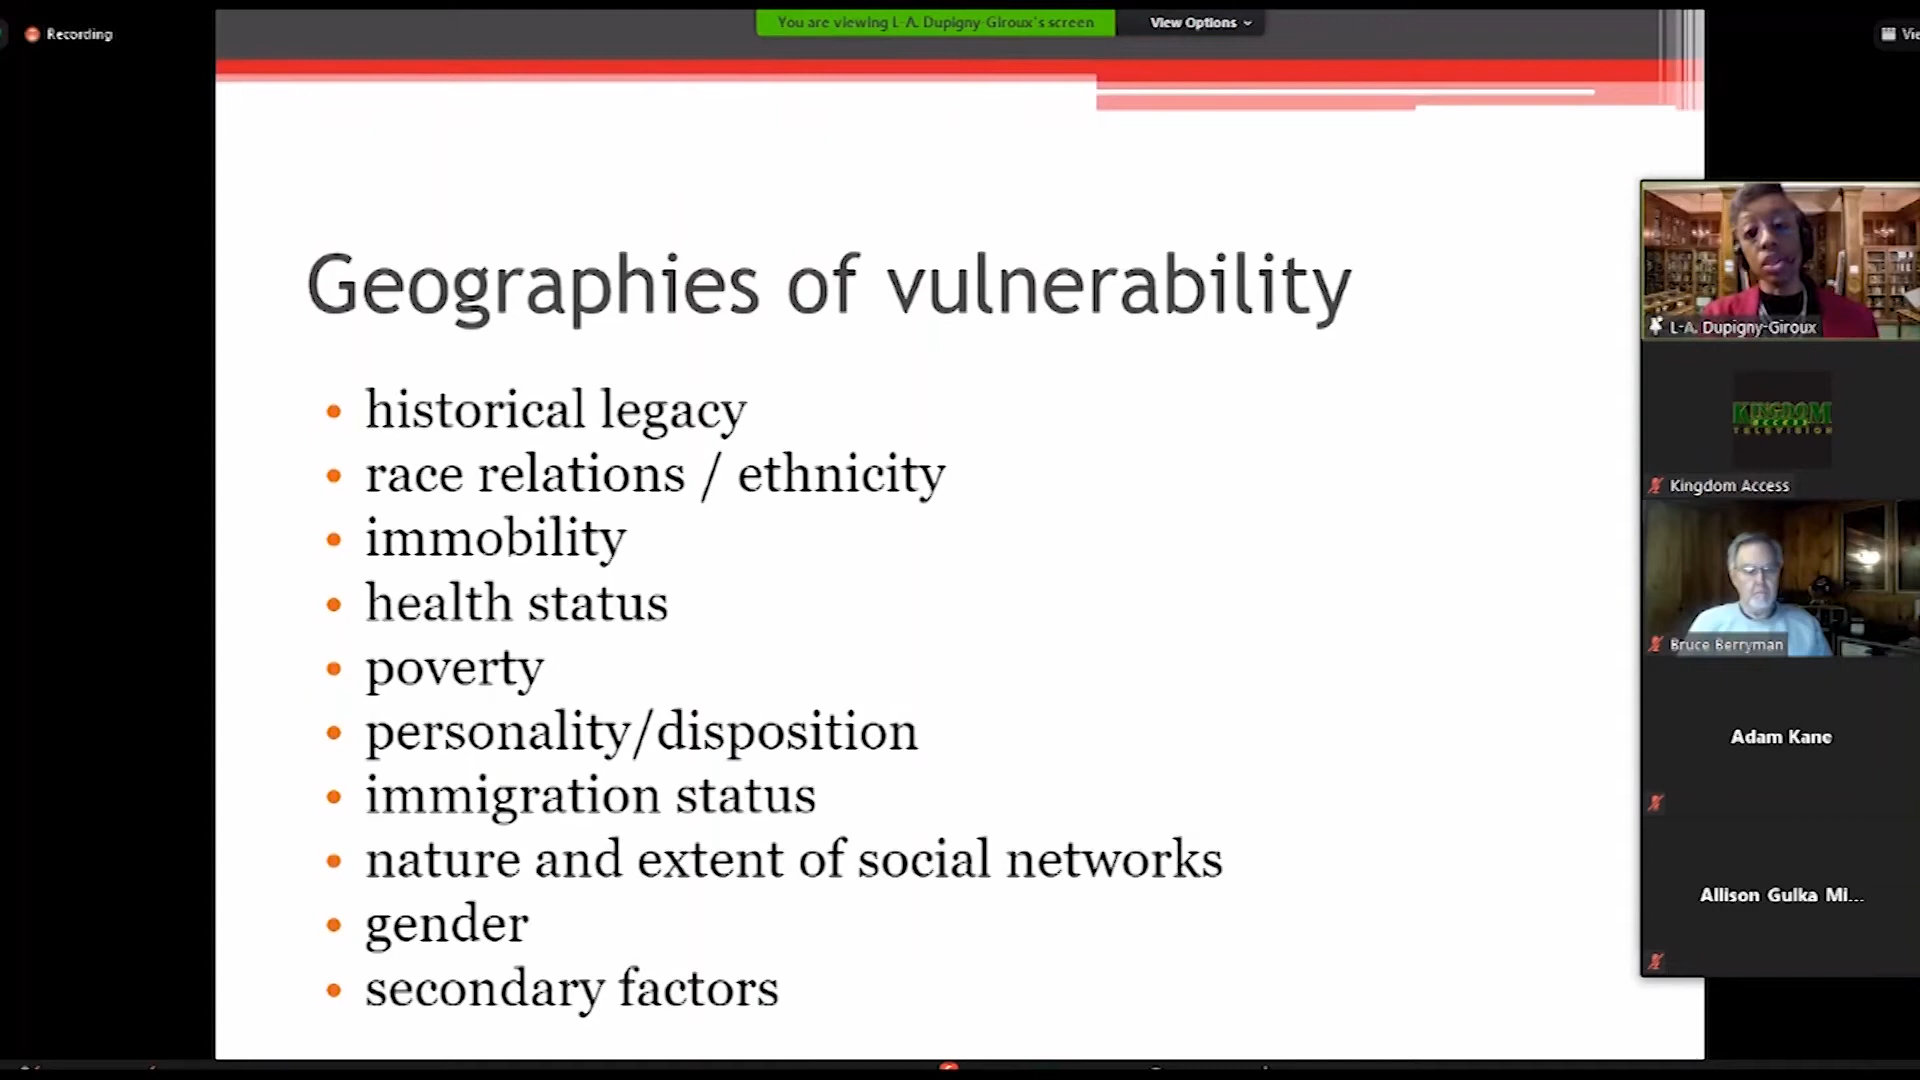 Recording
You are viewing L-A. Dupigny-Giroux's screen
View Options
Vie
Geographies of vulnerability
• historical legacy
• race relations / ethnicity
• immobility
• health status
• poverty
• personality/disposition
• immigration status
• nature and extent of social networks
• gender
• secondary factors
L-A. Dupigny-Giroux
KINGDOM
ACCESS
TELEVISION
Kingdom Access
Bruce Berryman
Adam Kane
Allison Gulka Mi...